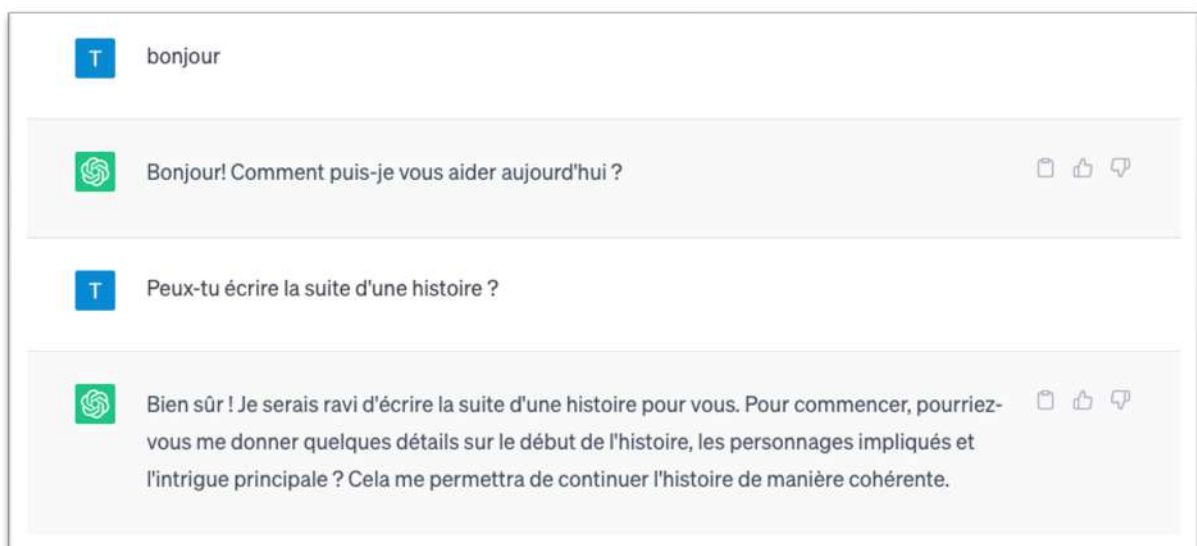 T
bonjour
Bonjour! Comment puis-je vous aider aujourd'hui ?
T
Peux-tu écrire la suite d'une histoire ?
Bien sûr ! Je serais ravi d'écrire la suite d'une histoire pour vous. Pour commencer, pourriez-
vous me donner quelques détails sur le début de l'histoire, les personnages impliqués et
l'intrigue principale ? Cela me permettra de continuer l'histoire de manière cohérente.